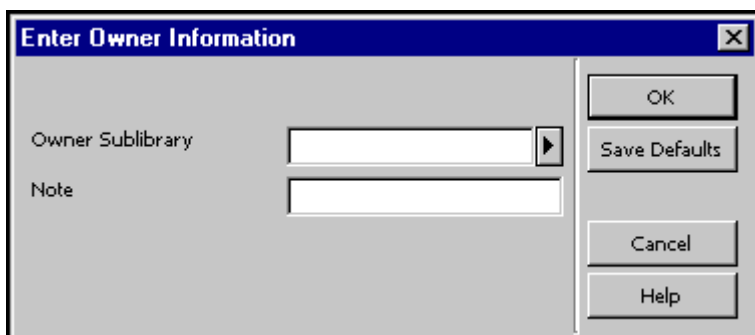 Enter Owner Information
OK
Owner Sublibrary
Save Defaults
Note
Cancel
Help